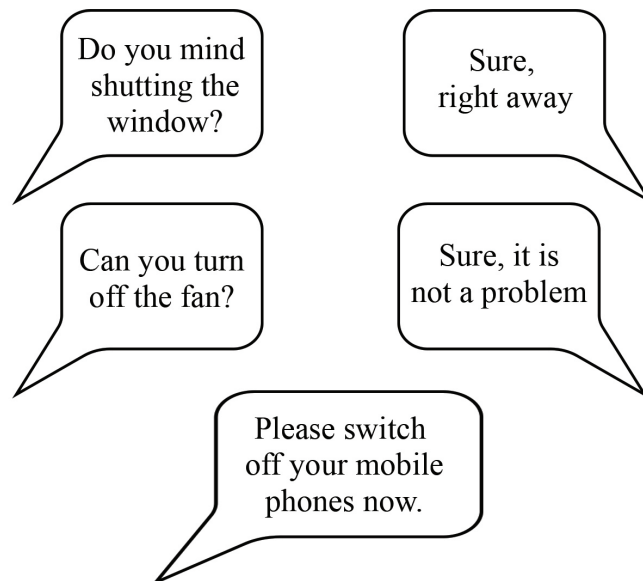 Do you mind
shutting the
window?
Sure,
right away
Can you turn
off the fan?
Sure, it is
not a problem
Please switch
off your mobile
phones now.